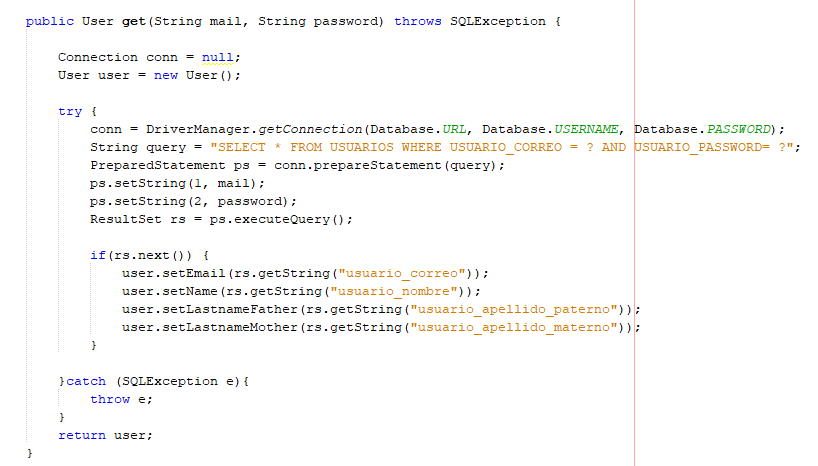 public User get(String mail, String password) throws SQLException {
Connection conn = null;
User user = new User();
try {
conn = DriverManager.getConnection(Database.URL, Database.USERNAME, Database.PASSWORD);
String query = "SELECT * FROM USUARIOS WHERE USUARIO_CORREO = ? AND USUARIO_PASSWORD= ?";
PreparedStatement ps = conn.prepareStatement(query);
ps.setString(1, mail);
ps.setString(2, password);
ResultSet rs = ps.executeQuery();
if(rs.next()) {
user.setEmail(rs.getString("usuario_correo"));
user.setName(rs.getString("usuario_nombre"));
user.setLastnameFather(rs.getString("usuario_apellido_paterno"));
user.setLastnameMother(rs.getString("usuario_apellido_materno"));
}
}catch (SQLException e){
throw e;
}
return user;
}